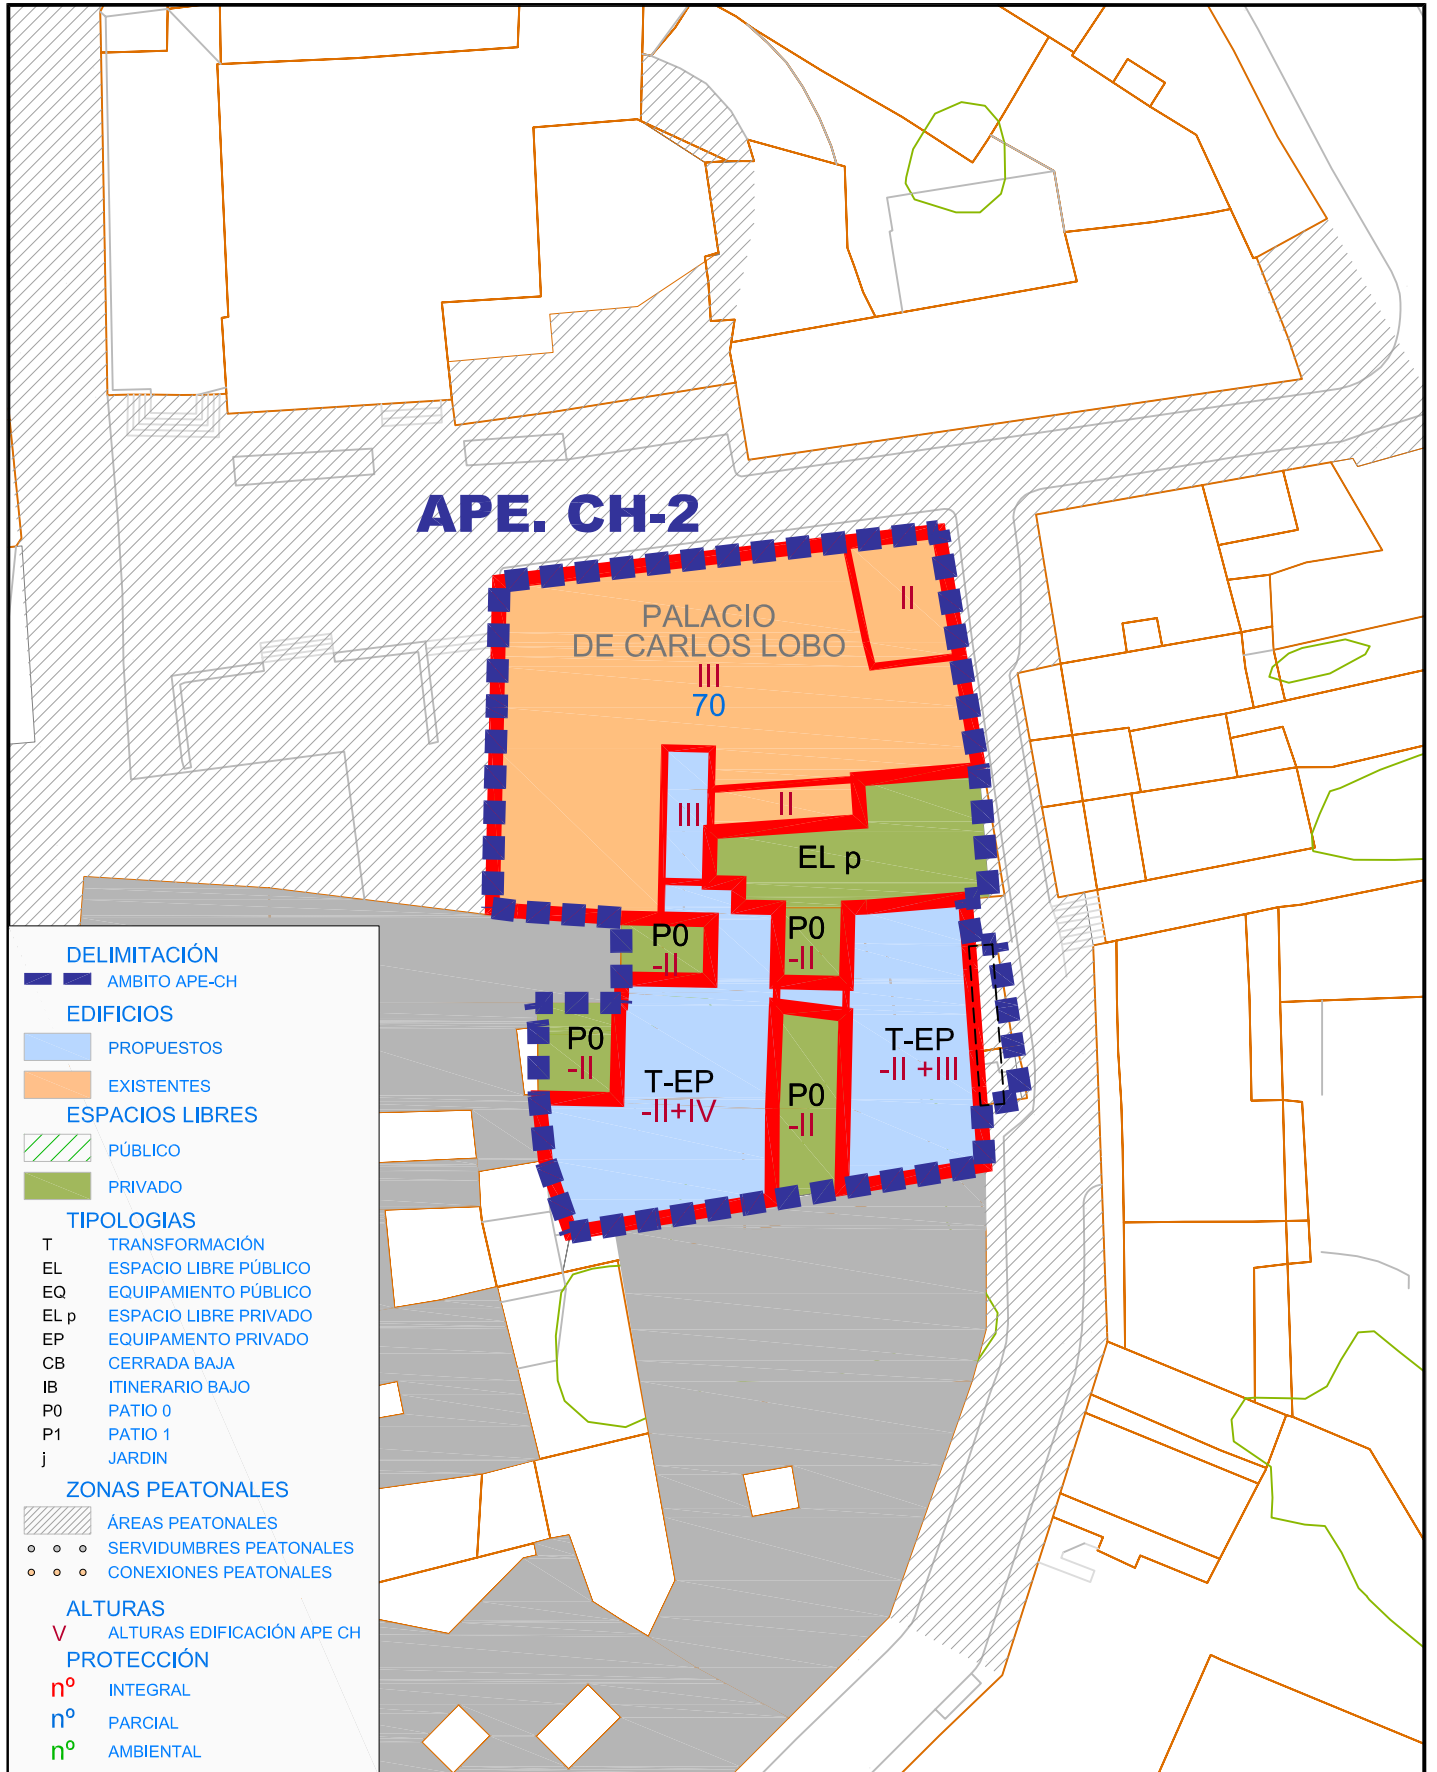 APE. CH-2
PALACIO
DE CARLOS LOBO
III
70
II
III
II
EL p
P0
-II
P0
-II
P0
-II
T-EP
-II+IV
P0
-II
T-EP
-II +III
DELIMITACIÓN
AMBITO APE-CH
EDIFICIOS
PROPUESTOS
EXISTENTES
ESPACIOS LIBRES
PÚBLICO
PRIVADO
TIPOLOGIAS
T TRANSFORMACIÓN
EL ESPACIO LIBRE PÚBLICO
EQ EQUIPAMIENTO PÚBLICO
EL p ESPACIO LIBRE PRIVADO
EP EQUIPAMENTO PRIVADO
CB CERRADA BAJA
IB ITINERARIO BAJO
P0 PATIO 0
P1 PATIO 1
j JARDIN
ZONAS PEATONALES
ÁREAS PEATONALES
SERVIDUMBRES PEATONALES
CONEXIONES PEATONALES
ALTURAS
V ALTURAS EDIFICACIÓN APE CH
PROTECCIÓN
nº INTEGRAL
nº PARCIAL
nº AMBIENTAL